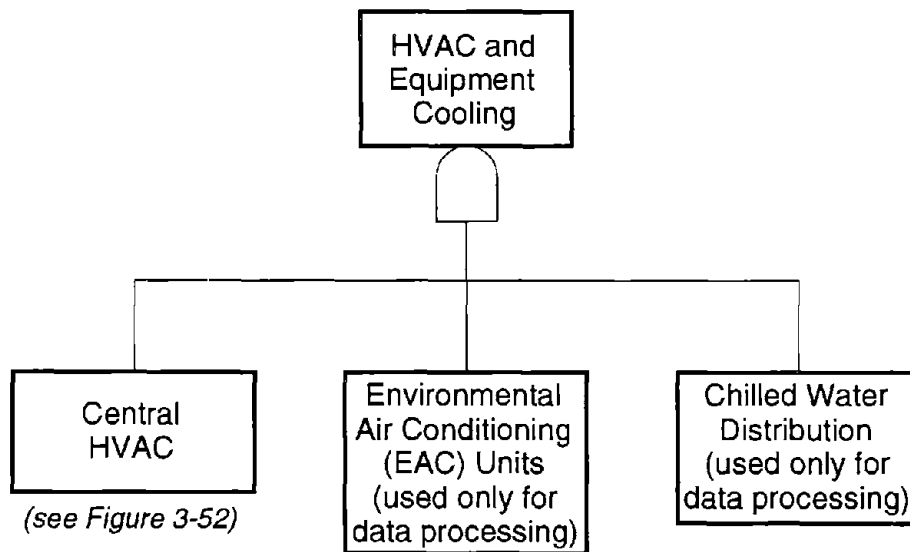 HVAC and
Equipment
Cooling
Central
HVAC
(see Figure 3-52)
Environmental
Air Conditioning
(EAC) Units
(used only for
data processing)
Chilled Water
Distribution
(used only for
data processing)